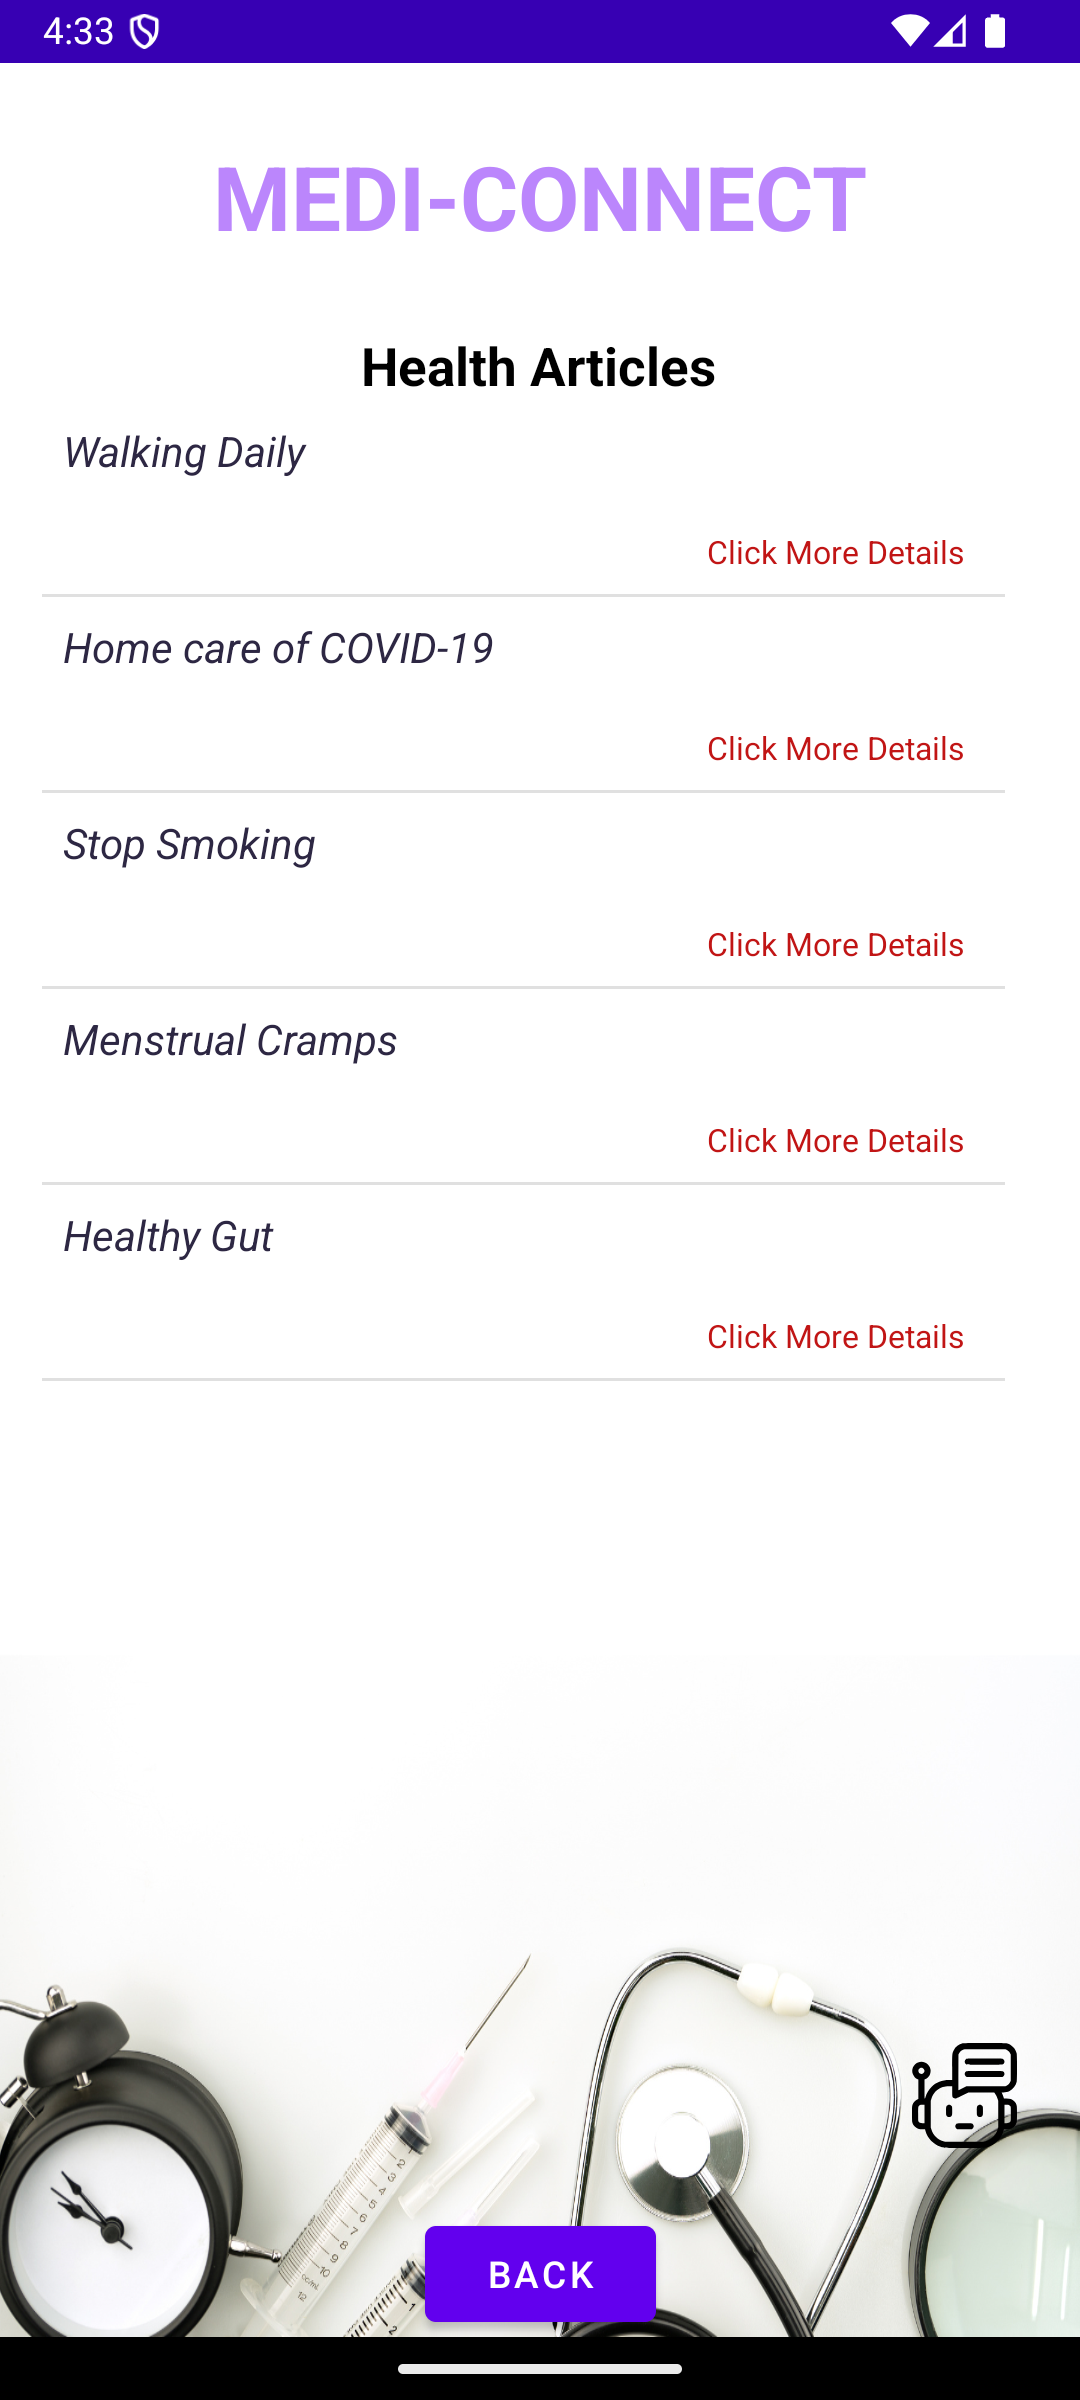 4:33
MEDI-CONNECT
Health Articles
Walking Daily
Click More Details
Home care of COVID-19
Click More Details
Stop Smoking
Click More Details
Menstrual Cramps
Click More Details
Healthy Gut
Click More Details
BACK